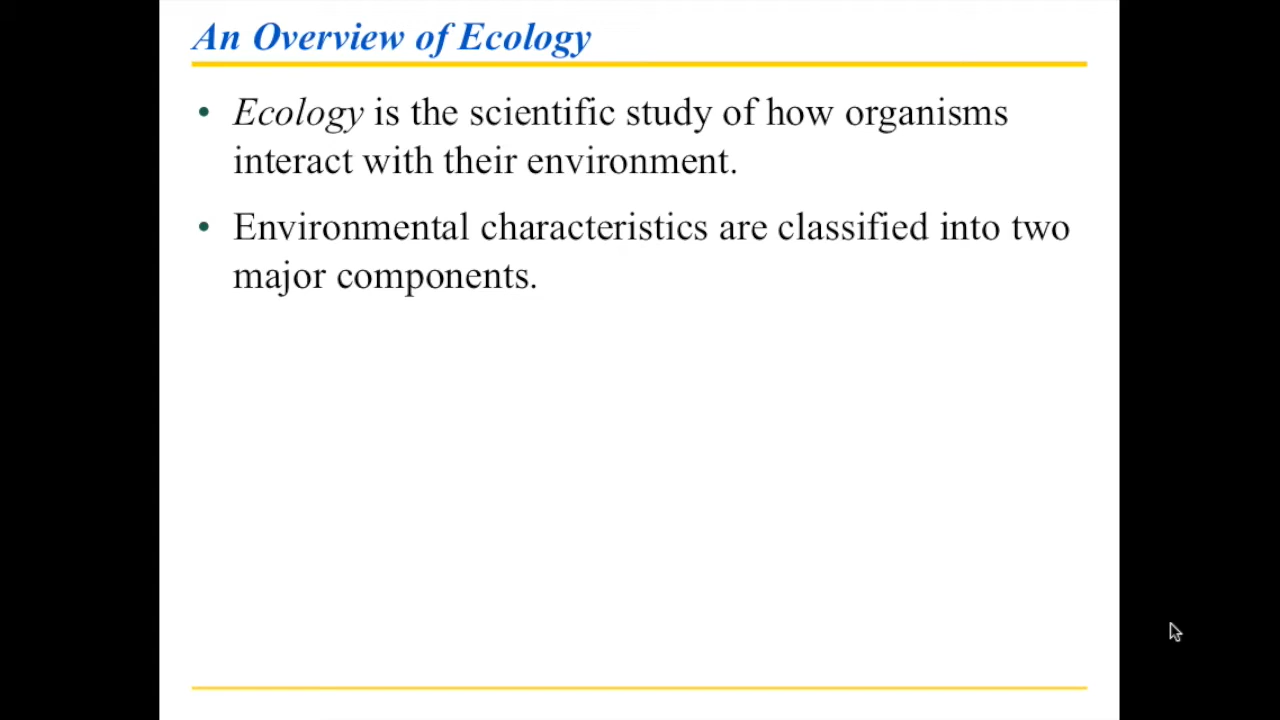 An Overview of Ecology
• Ecology is the scientific study of how organisms
interact with their environment.
• Environmental characteristics are classified into two
major components.